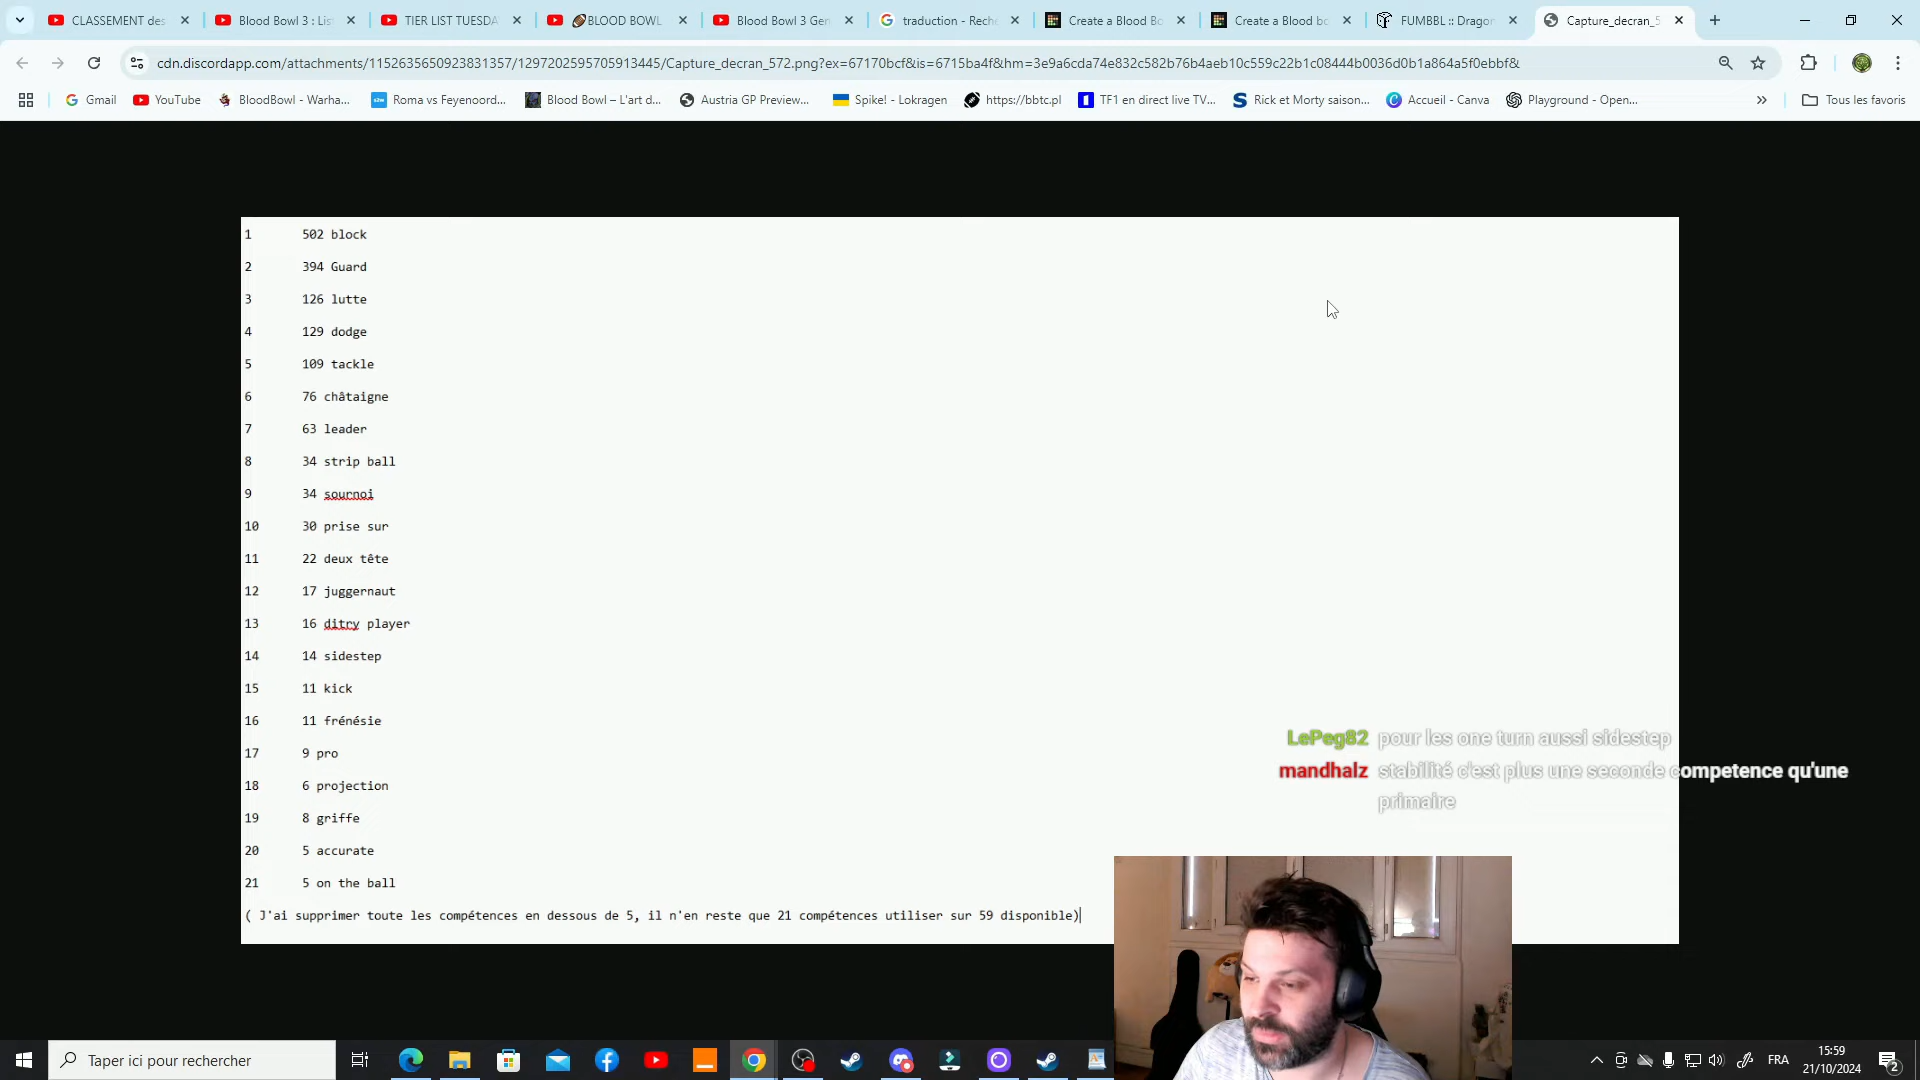 CLASSEMENT des
Blood Bowl 3 : List
TIER LIST TUESDA
🏈BLOOD BOWL
Blood Bowl 3 Gen
traduction - Reche
Create a Blood Bo
Create a Blood bo
FUMBBL :: Dragon
Capture_decran_5
cdn.discordapp.com/attachments/1152635650923831357/1297202595705913445/Capture_decran_572.png?ex=67170bcf&is=6715ba4f&hm=3e9a6cda74e832c582b76b4aeb10c559c22b1c08444b0036d0b1a864a5f0ebbf&
Gmail
YouTube
BloodBowl - Warha...
Roma vs Feyenoord...
Blood Bowl – L'art d...
Austria GP Preview...
Spike! - Lokragen
https://bbtc.pl
TF1 en direct live TV...
Rick et Morty saison...
Accueil - Canva
Playground - Open...
Tous les favoris
1 502 block
2 394 Guard
3 126 lutte
4 129 dodge
5 109 tackle
6 76 châtaigne
7 63 leader
8 34 strip ball
9 34 sournoi
10 30 prise sur
11 22 deux tête
12 17 juggernaut
13 16 ditry player
14 14 sidestep
15 11 kick
16 11 frénésie
17 9 pro
18 6 projection
19 8 griffe
20 5 accurate
21 5 on the ball
( J'ai supprimer toute les compétences en dessous de 5, il n'en reste que 21 compétences utiliser sur 59 disponible)
LePeg82 pour les one turn aussi sidestep
mandhalz stabilité c'est plus une seconde competence qu'une
primaire
Taper ici pour rechercher
FRA
15:59
21/10/2024
2